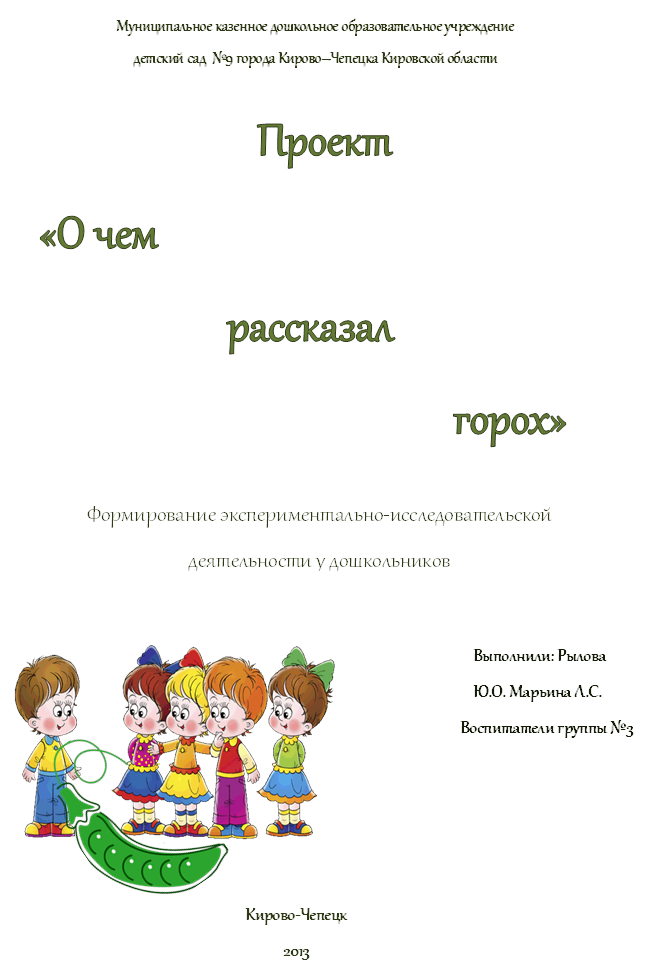 Муниципальное казенное дошкольное образовательное учреждение
детский сад №9 города Кирово–Чепецка Кировской области
Проект
«О чем
рассказал
горох»
Формирование экспериментально-исследовательской
деятельности у дошкольников
Выполнили: Рылова
Ю.О. Марьина Л.С.
Воспитатели группы №3
Кирово-Чепецк
2013